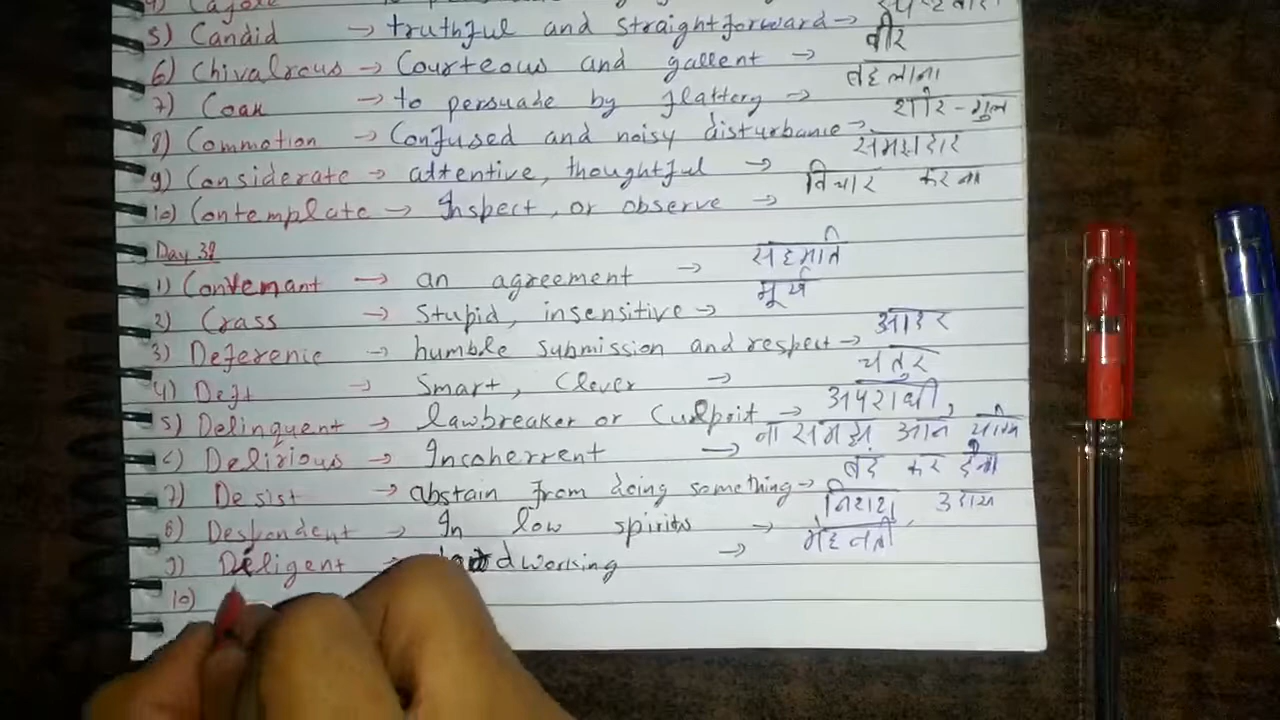 5) Candid → truthful and straightforward →
6) Chivalrous → Courteous and gallent → वीर
7) Coax → to persuade by flattery → बहलाना
8) Commotion → Confused and noisy disturbance → शोर-गुल
9) Considerate → attentive, thoughtful → समझदार
10) Contemplate → Inspect, or observe → विचार करना
Day 38
1) Convemant → an agreement → सहमति
2) Crass → Stupid, insensitive → मूर्ख
3) Deference → humble submission and respect → आदर
4) Deft → Smart, Clever → चतुर
5) Delinquent → lawbreaker or Culprit → अपराधी,
6) Delirious → Incoherrent → ना समझ आने योग्य
7) Desist → abstain from doing something → बंद कर देना
8) Despondent → In low spirits → निराश, उदास
9) Diligent → hardworking → मेहनती
10)